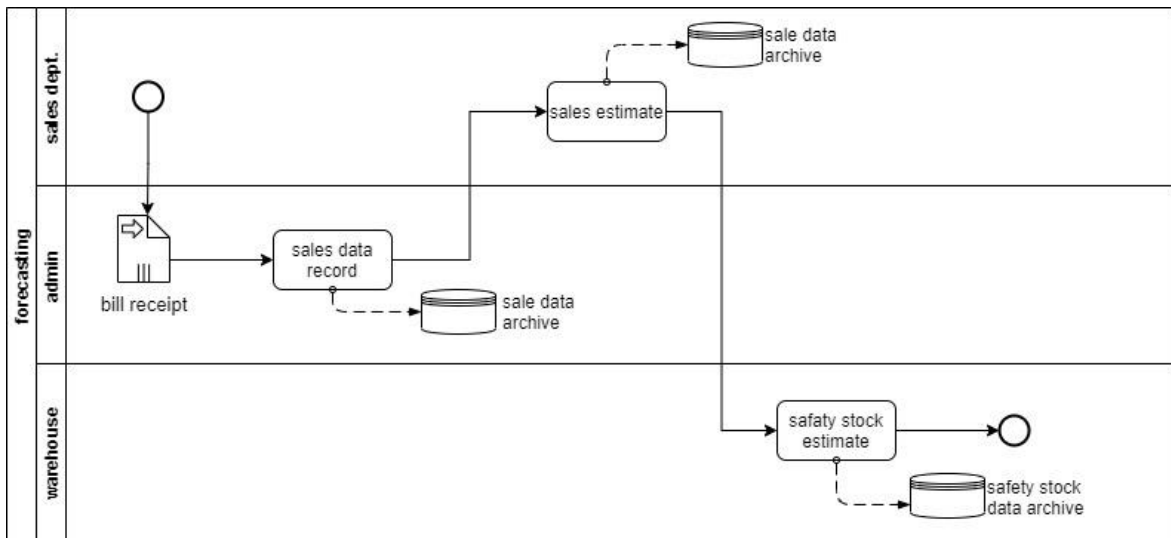 forecasting
sales dept.
sale data
archive
sales estimate
admin
sales data
record
bill receipt
sale data
archive
warehouse
safaty stock
estimate
safety stock
data archive